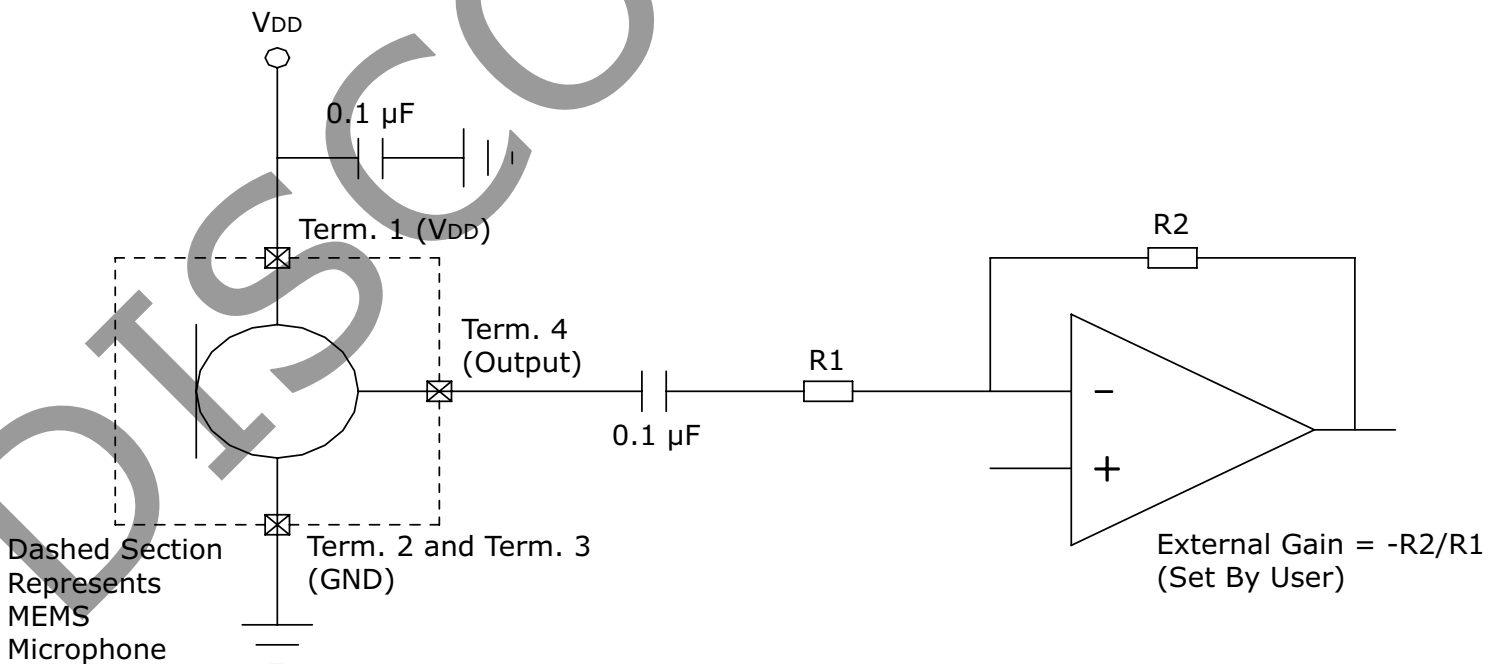 VDD
0.1 µF
Term. 1 (VDD)
R2
Term. 4
(Output)
R1
0.1 µF
−
+
Dashed Section
Represents
MEMS
Microphone
Term. 2 and Term. 3
(GND)
External Gain = -R2/R1
(Set By User)
DISCO